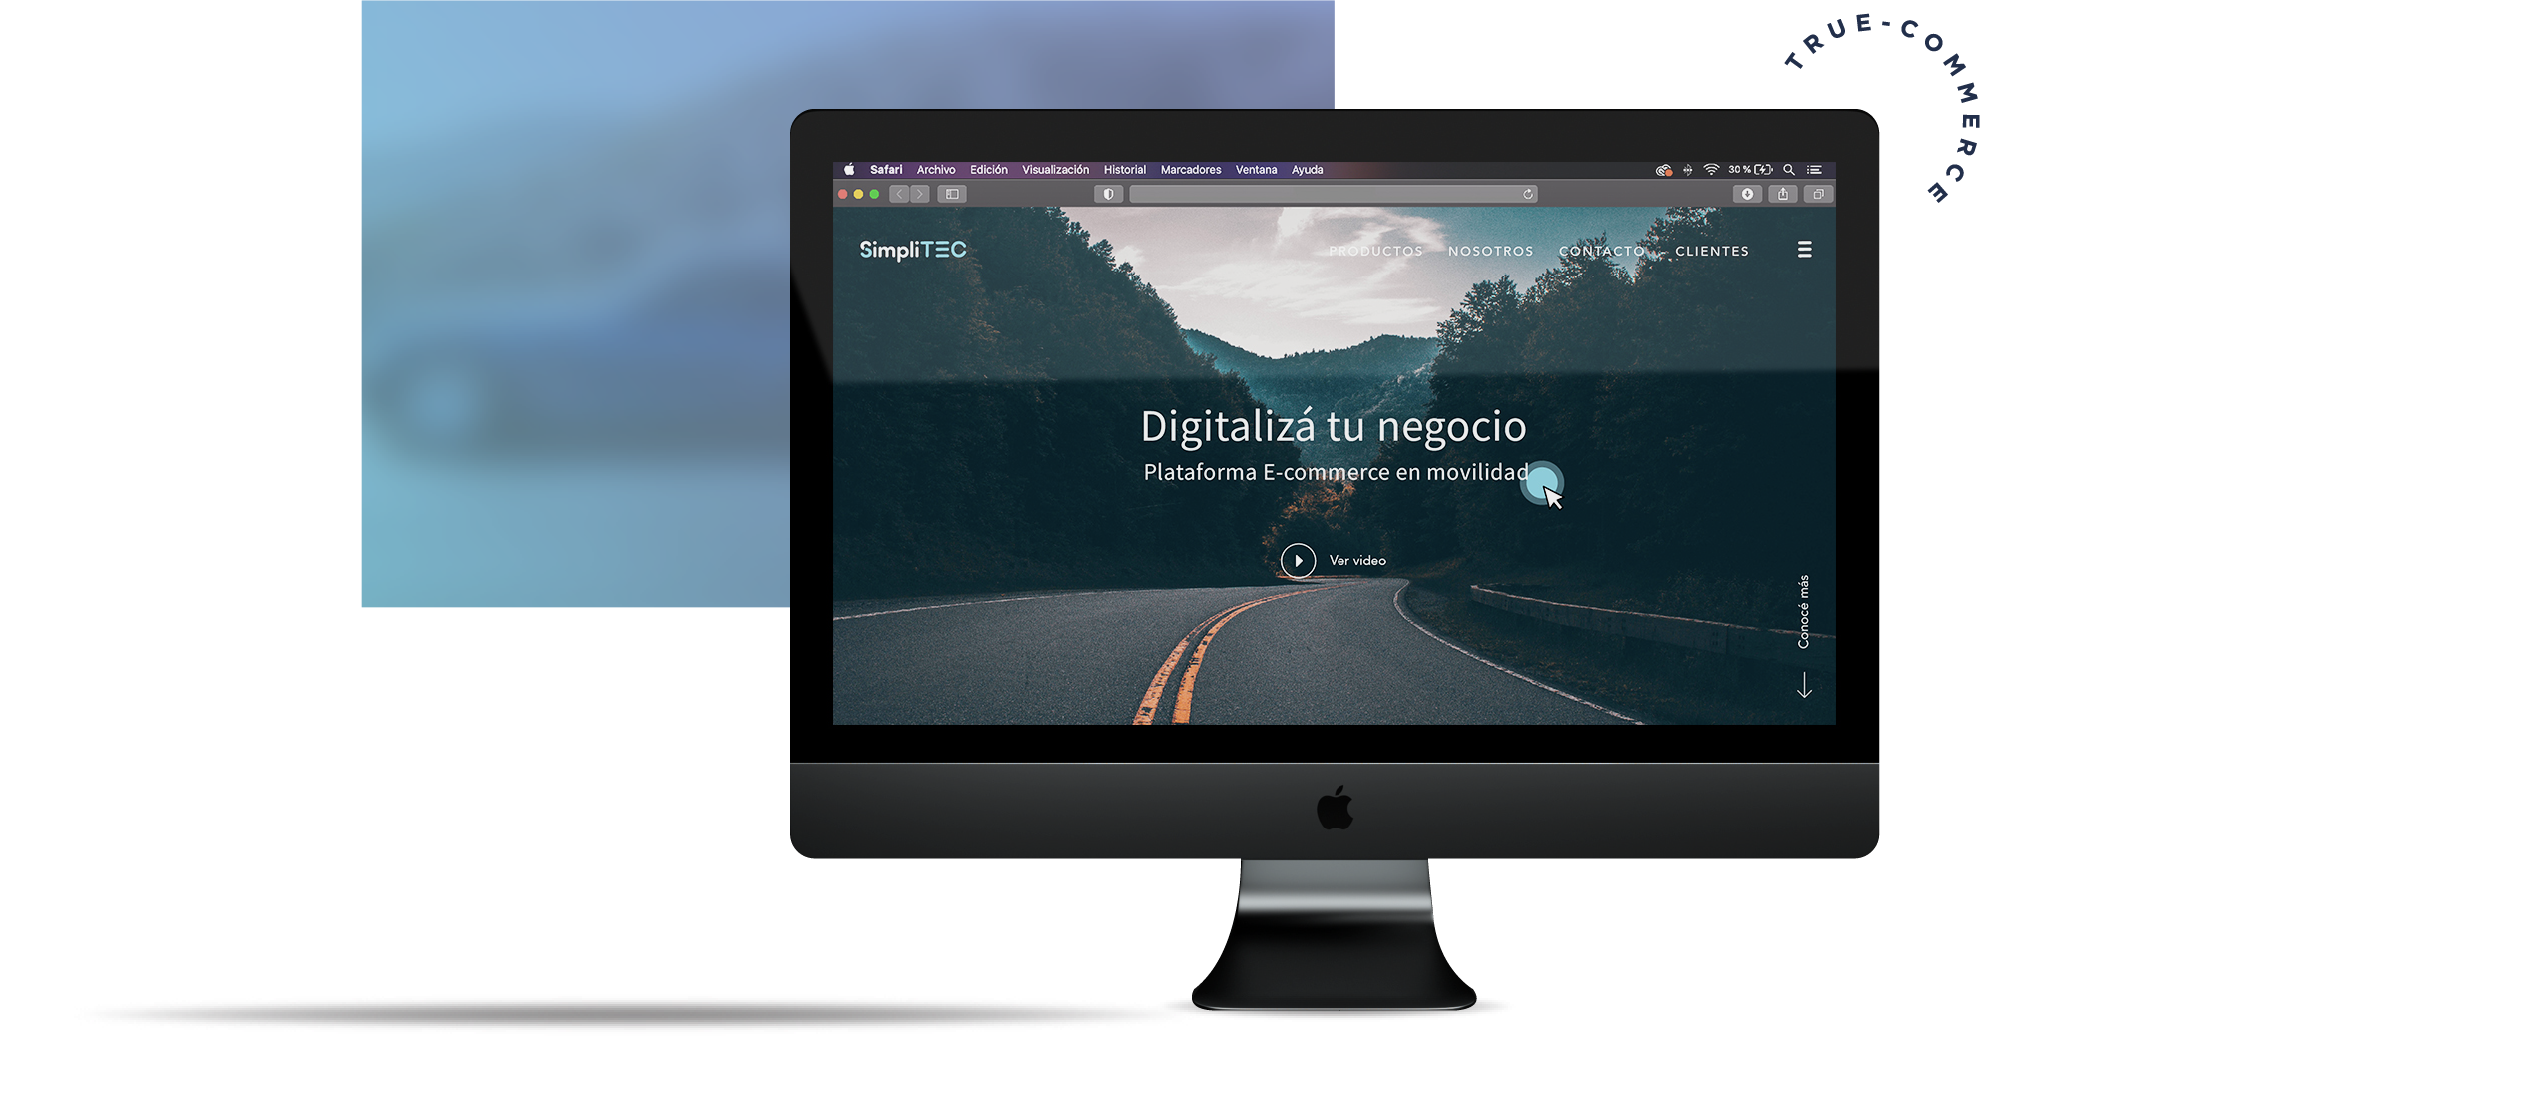 TRUE-COMMERCE
Safari Archivo Edición Visualización Historial Marcadores Ventana Ayuda
30 %
SimpliTEC
PRODUCTOS NOSOTROS CONTACTO CLIENTES
Digitalizá tu negocio
Plataforma E-commerce en movilidad
Ver video
Conocé más